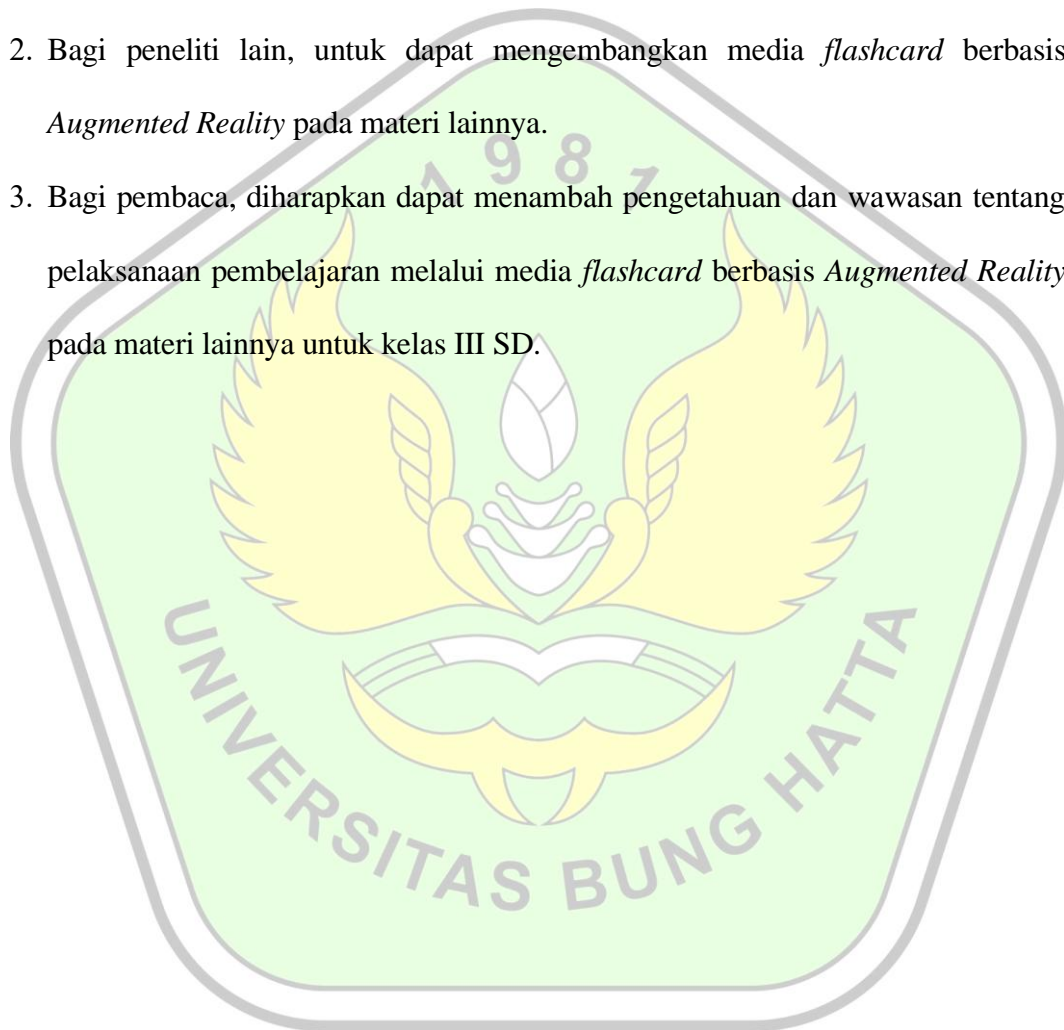 2. Bagi peneliti lain, untuk dapat mengembangkan media flashcard berbasis
Augmented Reality pada materi lainnya.
3. Bagi pembaca, diharapkan dapat menambah pengetahuan dan wawasan tentang
pelaksanaan pembelajaran melalui media flashcard berbasis Augmented Reality
pada materi lainnya untuk kelas III SD.
1981
UNIVERSITAS BUNG HATTA